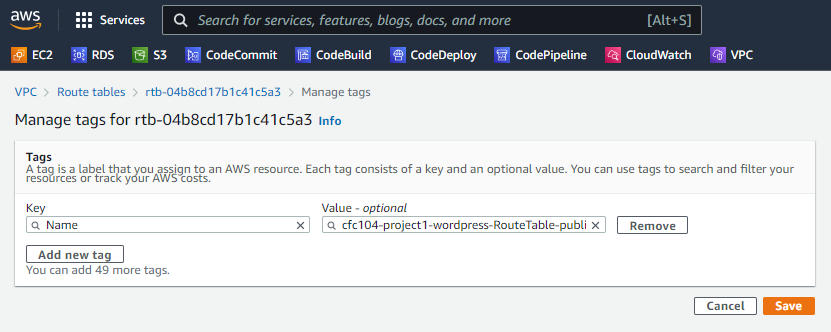 aws Services Search for services, features, blogs, docs, and more [Alt+S]
EC2 RDS S3 CodeCommit CodeBuild CodeDeploy CodePipeline CloudWatch VPC
VPC > Route tables > rtb-04b8cd17b1c41c5a3 > Manage tags
Manage tags for rtb-04b8cd17b1c41c5a3 Info
Tags
A tag is a label that you assign to an AWS resource. Each tag consists of a key and an optional value. You can use tags to search and filter your
resources or track your AWS costs.
Key Value - optional
Name cfc104-project1-wordpress-RouteTable-publi Remove
Add new tag
You can add 49 more tags.
Cancel Save